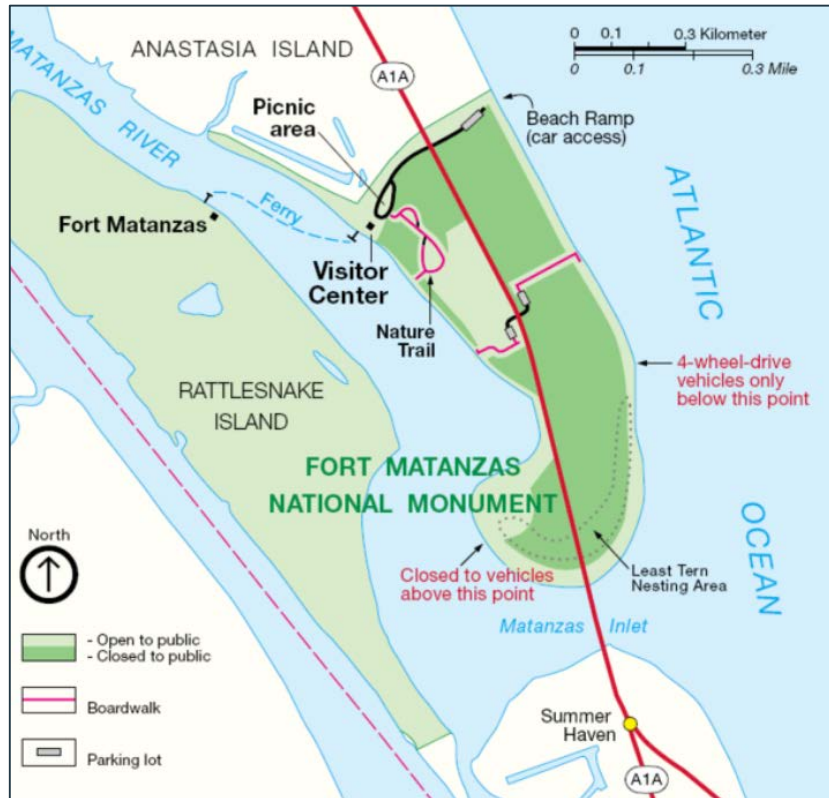 ANASTASIA ISLAND
MATANZAS RIVER
A1A
0 0.1 0.3 Kilometer
0 0.1 0.3 Mile
Picnic
area
Beach Ramp
(car access)
Ferry
Fort Matanzas
Visitor
Center
Nature
Trail
ATLANTIC
OCEAN
4-wheel-drive
vehicles only
below this point
RATTLESNAKE
ISLAND
FORT MATANZAS
NATIONAL MONUMENT
North
Closed to vehicles
above this point
Least Tern
Nesting Area
Matanzas Inlet
- Open to public
- Closed to public
Boardwalk
Parking lot
Summer
Haven
A1A